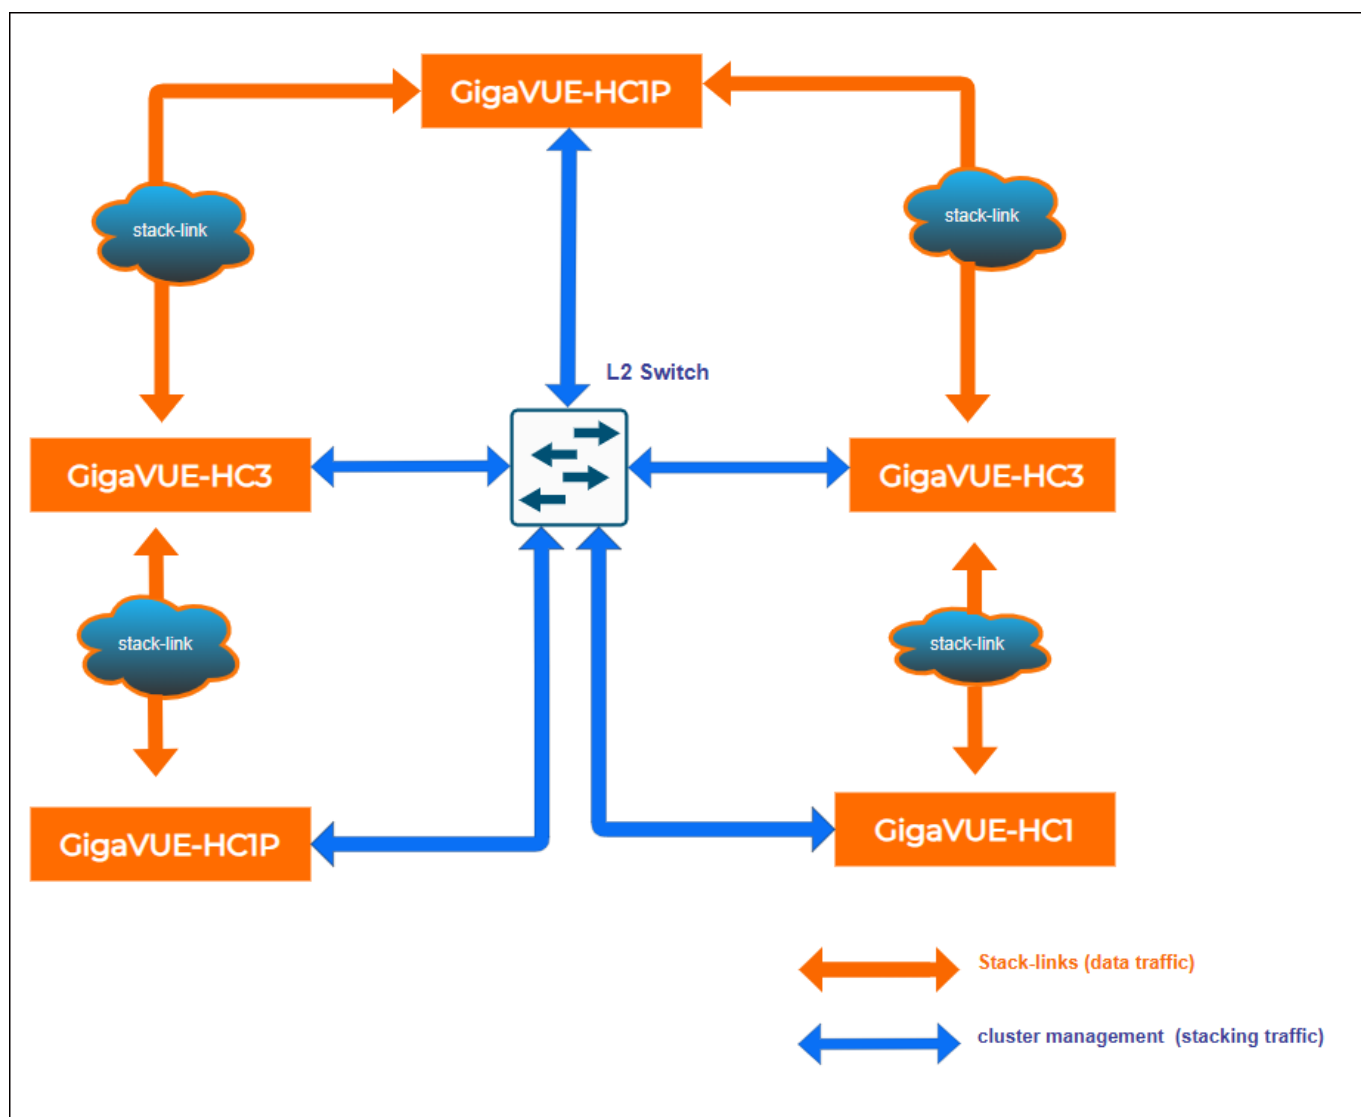 GigaVUE-HC1P
stack-link
stack-link
L2 Switch
GigaVUE-HC3
GigaVUE-HC3
stack-link
stack-link
GigaVUE-HC1P
GigaVUE-HC1
Stack-links (data traffic)
cluster management (stacking traffic)